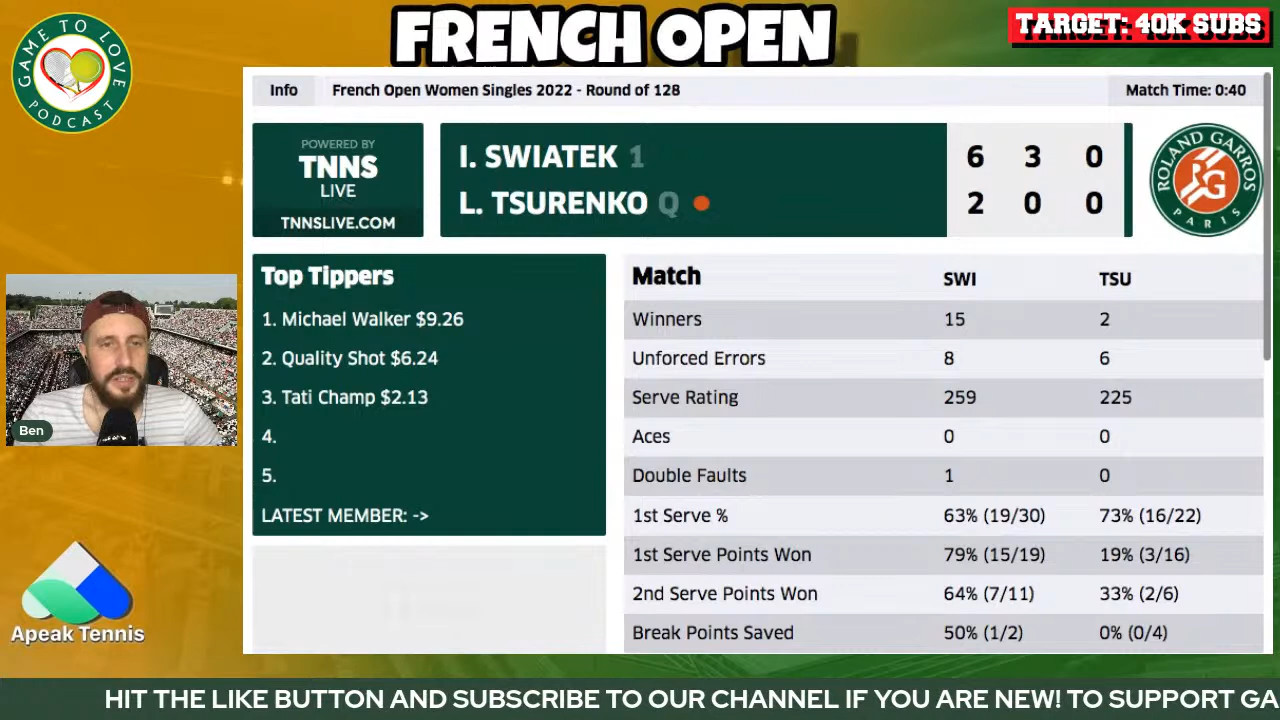 GAME TO LOVE
PODCAST
FRENCH OPEN
TARGET: 40K SUBS
Info
French Open Women Singles 2022 - Round of 128
Match Time: 0:40
POWERED BY
TNNS
LIVE
TNNSLIVE.COM
I. SWIATEK 1 6 3 0
L. TSURENKO Q 2 0 0
ROLAND GARROS
RG
PARIS
Top Tippers
1. Michael Walker $9.26
2. Quality Shot $6.24
3. Tati Champ $2.13
4.
5.
LATEST MEMBER: ->
Match SWI TSU
Winners 15 2
Unforced Errors 8 6
Serve Rating 259 225
Aces 0 0
Double Faults 1 0
1st Serve % 63% (19/30) 73% (16/22)
1st Serve Points Won 79% (15/19) 19% (3/16)
2nd Serve Points Won 64% (7/11) 33% (2/6)
Break Points Saved 50% (1/2) 0% (0/4)
Ben
Apeak Tennis
HIT THE LIKE BUTTON AND SUBSCRIBE TO OUR CHANNEL IF YOU ARE NEW! TO SUPPORT GA